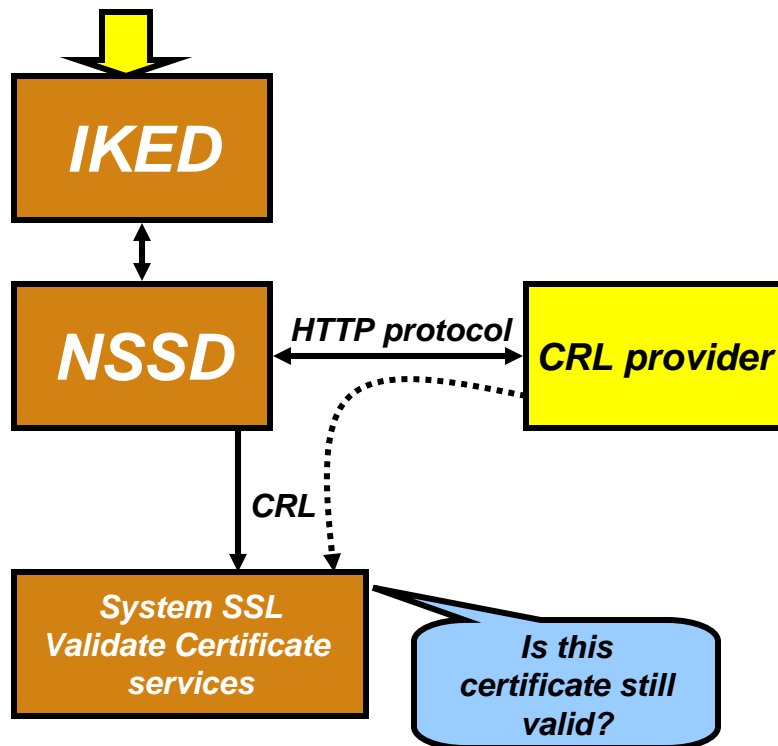 IKED
NSSD
HTTP protocol
CRL provider
CRL
System SSL
Validate Certificate
services
Is this
certificate still
valid?